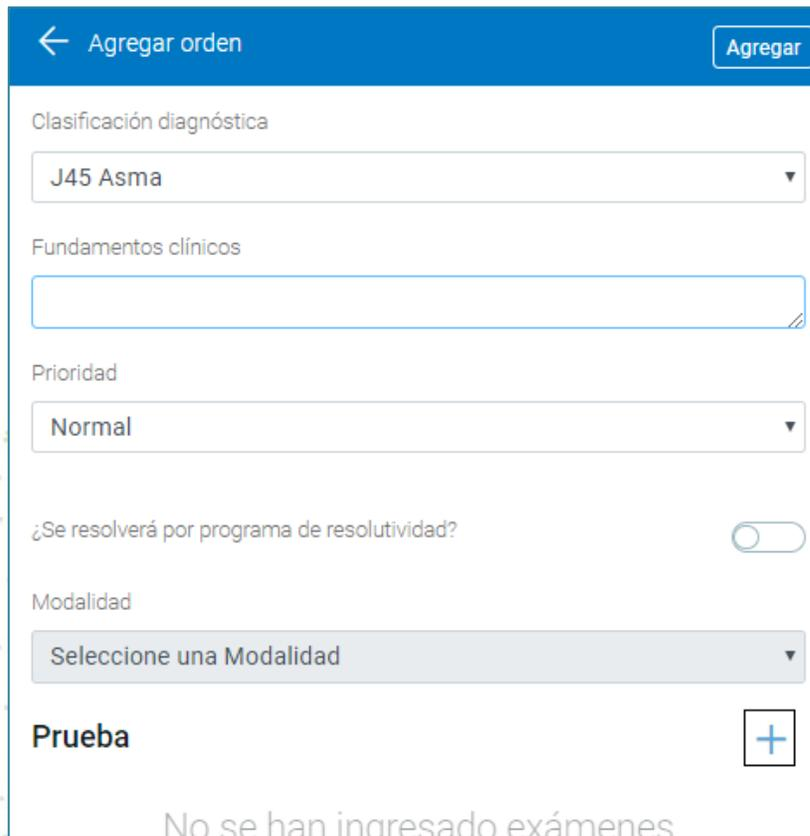 Agregar orden
Agregar
Clasificación diagnóstica
J45 Asma
Fundamentos clínicos
Prioridad
Normal
¿Se resolverá por programa de resolutividad?
Modalidad
Seleccione una Modalidad
Prueba
No se han ingresado exámenes